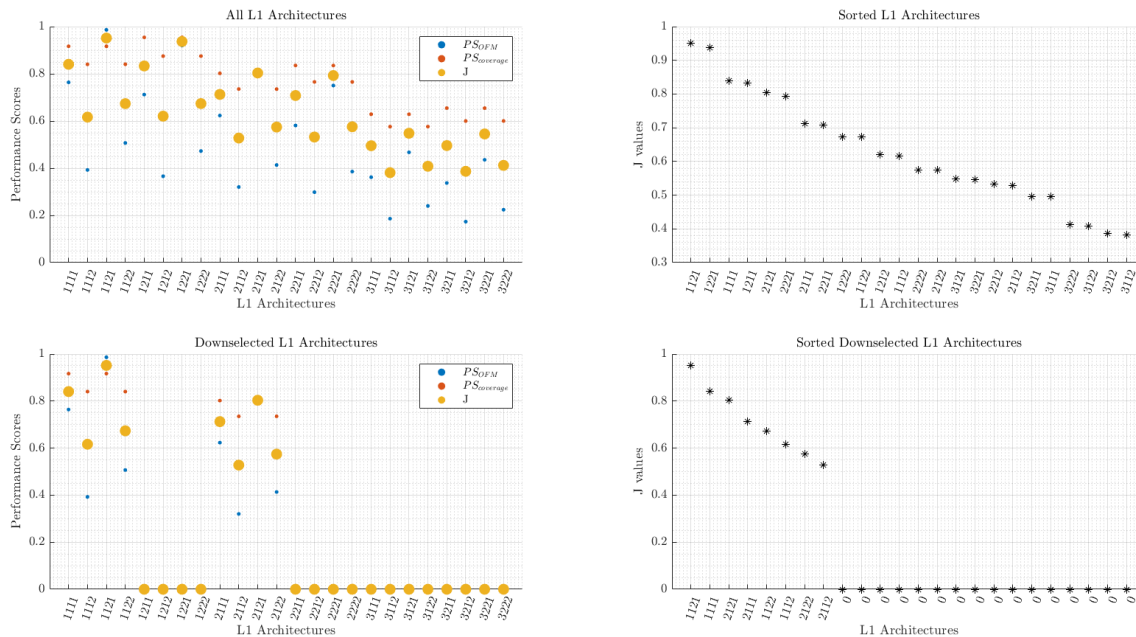 All L1 Architectures
1
0.8
0.6
0.4
0.2
0
Performance Scores
PS_OFM
PS_coverage
J
1111 1112 1121 1122 1211 1212 1221 1222 2111 2112 2121 2122 2211 2212 2221 2222 3111 3112 3121 3122 3211 3212 3221 3222
L1 Architectures
Sorted L1 Architectures
1
0.9
0.8
0.7
0.6
0.5
0.4
0.3
J values
1121 1221 1111 1211 2121 2221 2111 2211 1222 1122 1212 1112 2222 2122 3121 3221 2212 2112 3211 3111 3222 3122 3212 3112
L1 Architectures
Downselected L1 Architectures
1
0.8
0.6
0.4
0.2
0
Performance Scores
PS_OFM
PS_coverage
J
1111 1112 1121 1122 1211 1212 1221 1222 2111 2112 2121 2122 2211 2212 2221 2222 3111 3112 3121 3122 3211 3212 3221 3222
L1 Architectures
Sorted Downselected L1 Architectures
1
0.8
0.6
0.4
0.2
0
J values
1121 1111 2121 2111 1122 1112 2122 2112 0 0 0 0 0 0 0 0 0 0 0 0 0 0 0 0
L1 Architectures